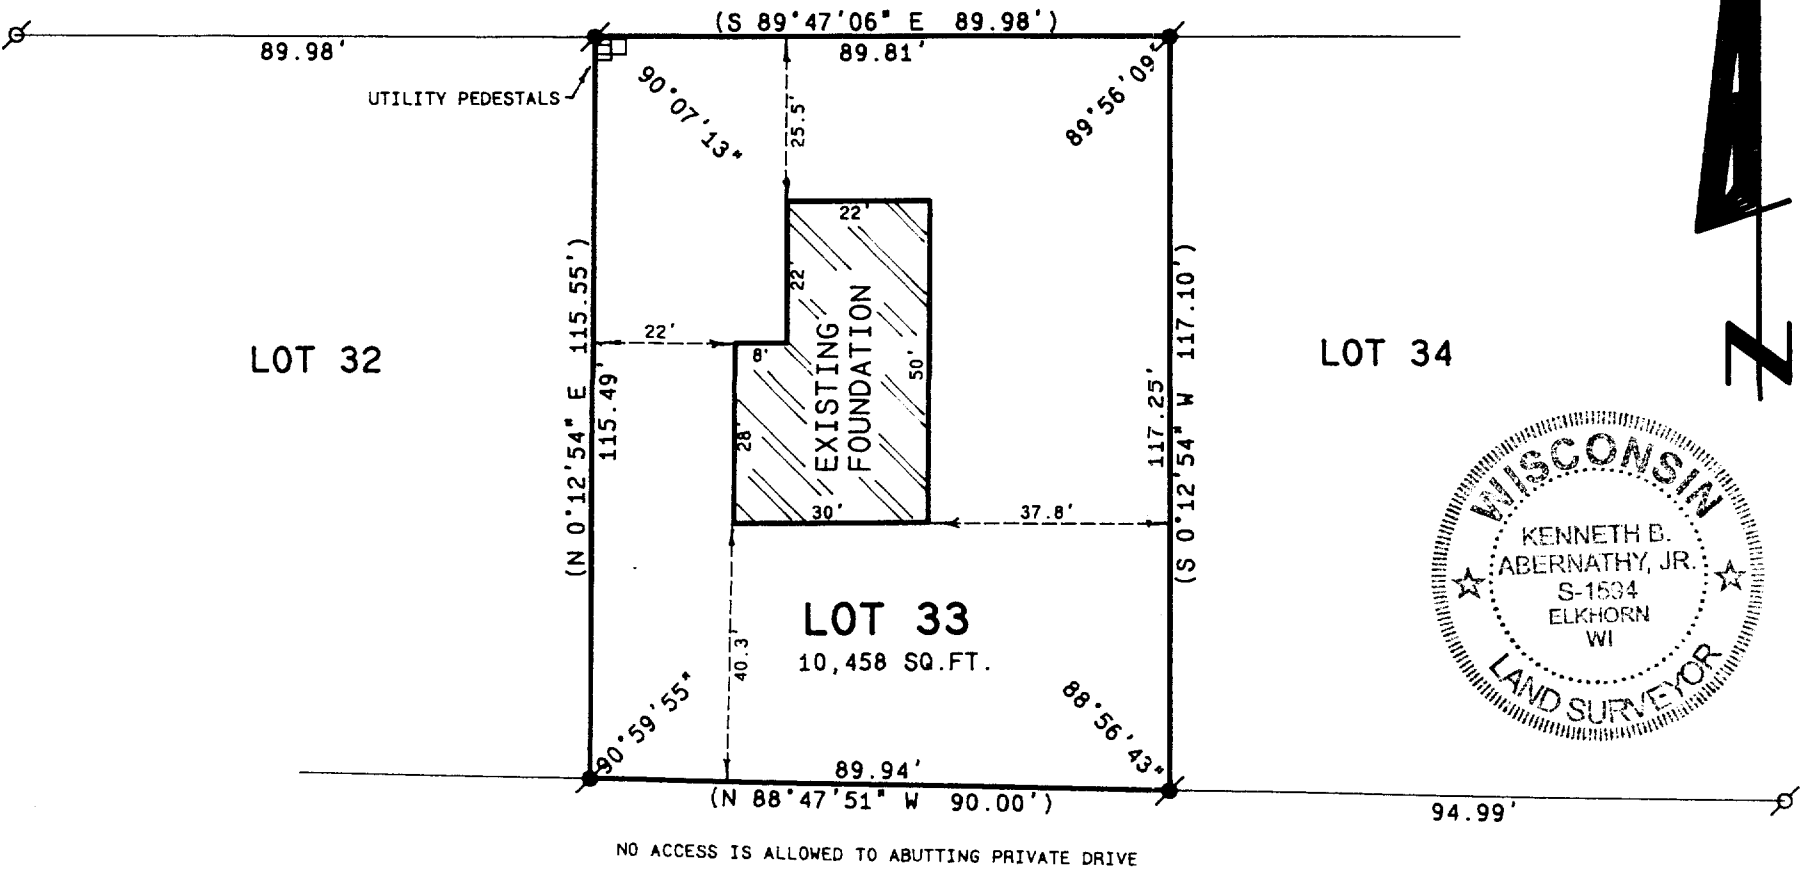 (S 89°47'06" E 89.98')
89.98'
89.81'
UTILITY PEDESTALS
90°07'13"
89°56'09"
25.5'
22'
22'
(N 0°12'54" E 115.55')
115.49'
22'
8'
28'
50'
30'
EXISTING
FOUNDATION
37.8'
117.25'
(S 0°12'54" W 117.10')
LOT 32
LOT 34
N
LOT 33
10,458 SQ.FT.
40.3'
90°59'55"
88°56'43"
89.94'
(N 88°47'51" W 90.00')
94.99'
NO ACCESS IS ALLOWED TO ABUTTING PRIVATE DRIVE
WISCONSIN
KENNETH B.
ABERNATHY, JR.
S-1594
ELKHORN
WI
LAND SURVEYOR